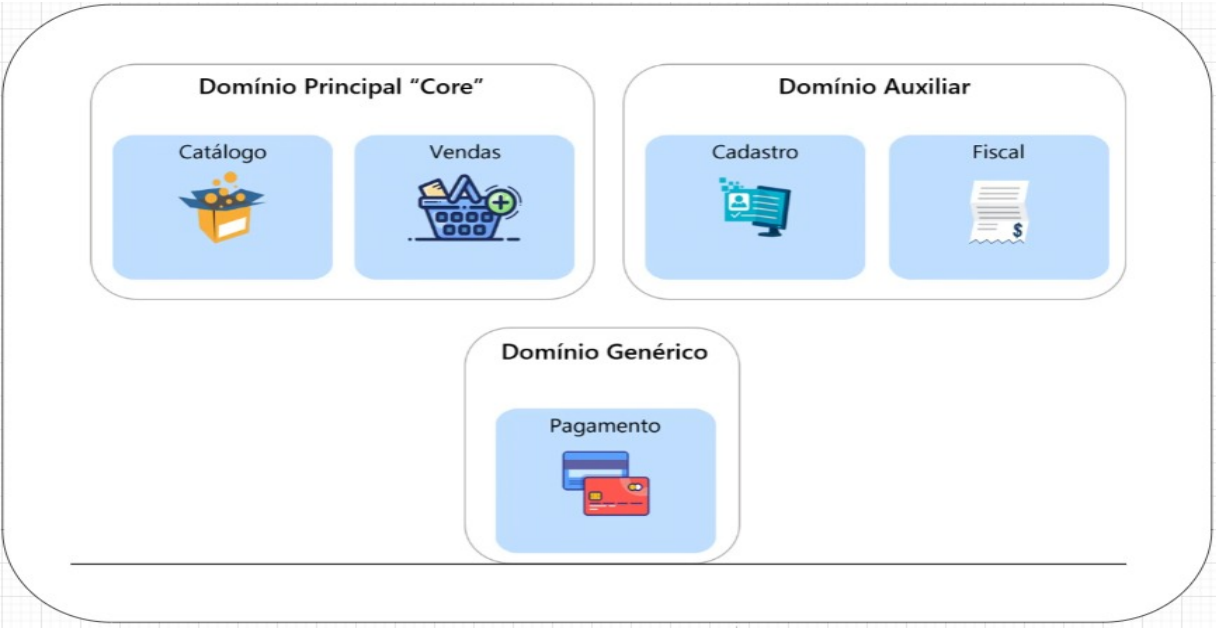 Domínio Principal “Core”
Catálogo
Vendas
Domínio Auxiliar
Cadastro
Fiscal
$
Domínio Genérico
Pagamento